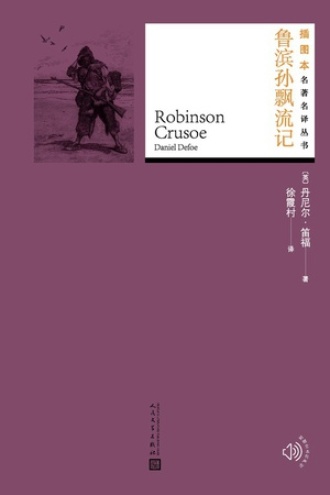 插图本名著名译丛书
鲁滨孙飘流记
Robinson
Crusoe
Daniel Defoe
[英] 丹尼尔·笛福 著
徐霞村 译
人民文学出版社